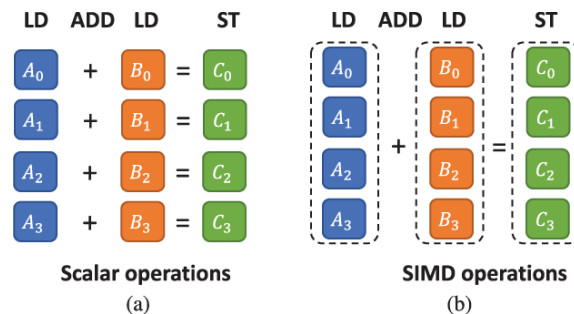 LD ADD LD ST LD ADD LD ST
A0 + B0 = C0 A0 B0 C0
A1 + B1 = C1 A1 B1 C1
+ =
A2 + B2 = C2 A2 B2 C2
A3 + B3 = C3 A3 B3 C3
Scalar operations SIMD operations
(a) (b)